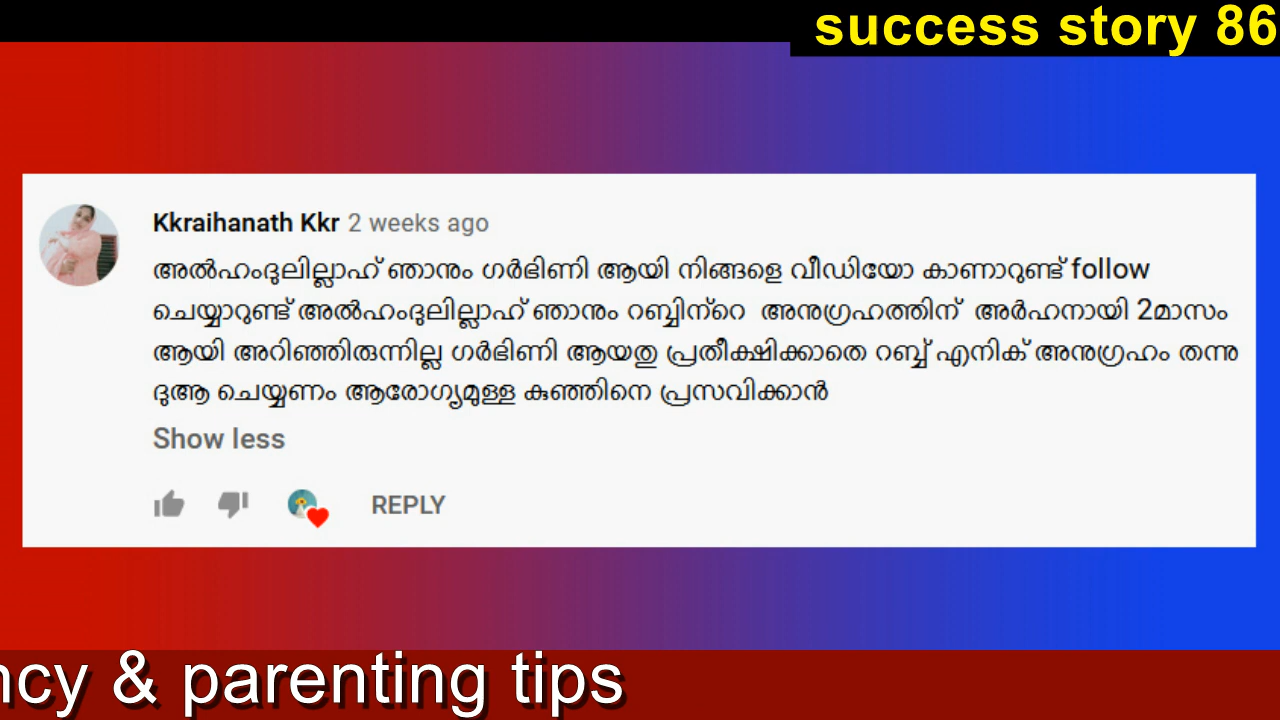 success story 86
Kkraihanath Kkr 2 weeks ago
അൽഹംദുലില്ലാഹ് ഞാനും ഗർഭിണി ആയി നിങ്ങളെ വീഡിയോ കാണാറുണ്ട് follow
ചെയ്യാറുണ്ട് അൽഹംദുലില്ലാഹ് ഞാനും റബ്ബിന്റെ അനുഗ്രഹത്തിന് അർഹനായി 2മാസം
ആയി അറിഞ്ഞിരുന്നില്ല ഗർഭിണി ആയതു പ്രതീക്ഷിക്കാതെ റബ്ബ് എനിക് അനുഗ്രഹം തന്നു
ദുആ ചെയ്യണം ആരോഗ്യമുള്ള കുഞ്ഞിനെ പ്രസവിക്കാൻ
Show less
REPLY
ncy & parenting tips